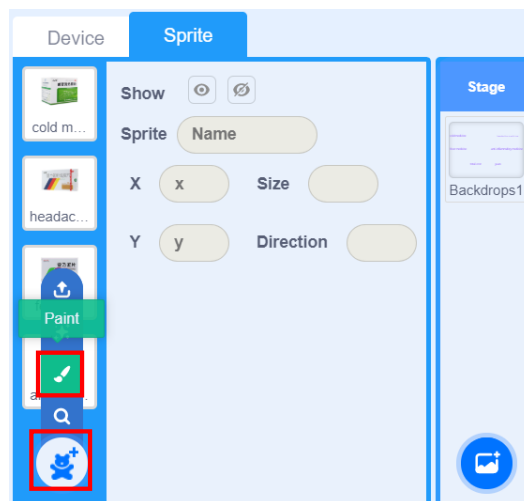 Device
Sprite
cold m...
headac...
Paint
Show
Sprite
Name
X
x
Size
Y
y
Direction
Stage
Backdrops1